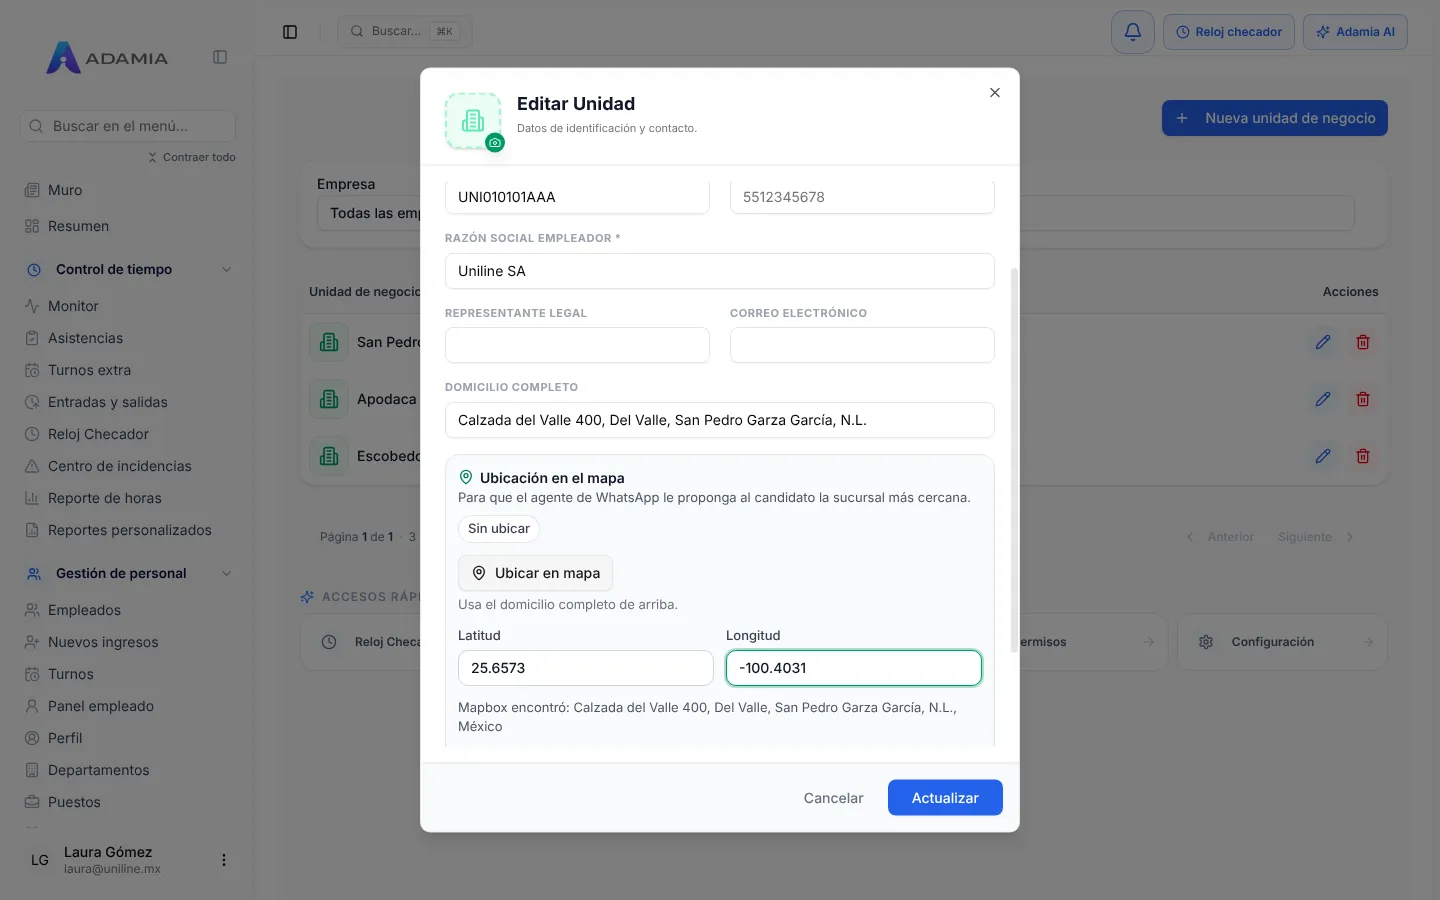 ADAMIA
Buscar en el menú...
Contraer todo
Muro
Resumen
Control de tiempo
Monitor
Asistencias
Turnos extra
Entradas y salidas
Reloj Checador
Centro de incidencias
Reporte de horas
Reportes personalizados
Gestión de personal
Empleados
Nuevos ingresos
Turnos
Panel empleado
Perfil
Departamentos
Puestos
LG
Laura Gómez
laura@uniline.mx
Buscar... ⌘K
Reloj checador
Adamia AI
Nueva unidad de negocio
Empresa
Todas las
Unidad de negocio
Acciones
San Pedro
Apodaca
Escobedo
Página 1 de 1 · 3
Anterior
Siguiente
ACCESOS
Reloj
Configuración
Editar Unidad
Datos de identificación y contacto.
UNI010101AAA
5512345678
RAZÓN SOCIAL EMPLEADOR *
Uniline SA
REPRESENTANTE LEGAL
CORREO ELECTRÓNICO
DOMICILIO COMPLETO
Calzada del Valle 400, Del Valle, San Pedro Garza García, N.L.
Ubicación en el mapa
Para que el agente de WhatsApp le proponga al candidato la sucursal más cercana.
Sin ubicar
Ubicar en mapa
Usa el domicilio completo de arriba.
Latitud
Longitud
25.6573
-100.4031
Mapbox encontró: Calzada del Valle 400, Del Valle, San Pedro Garza García, N.L.,
México
Cancelar
Actualizar